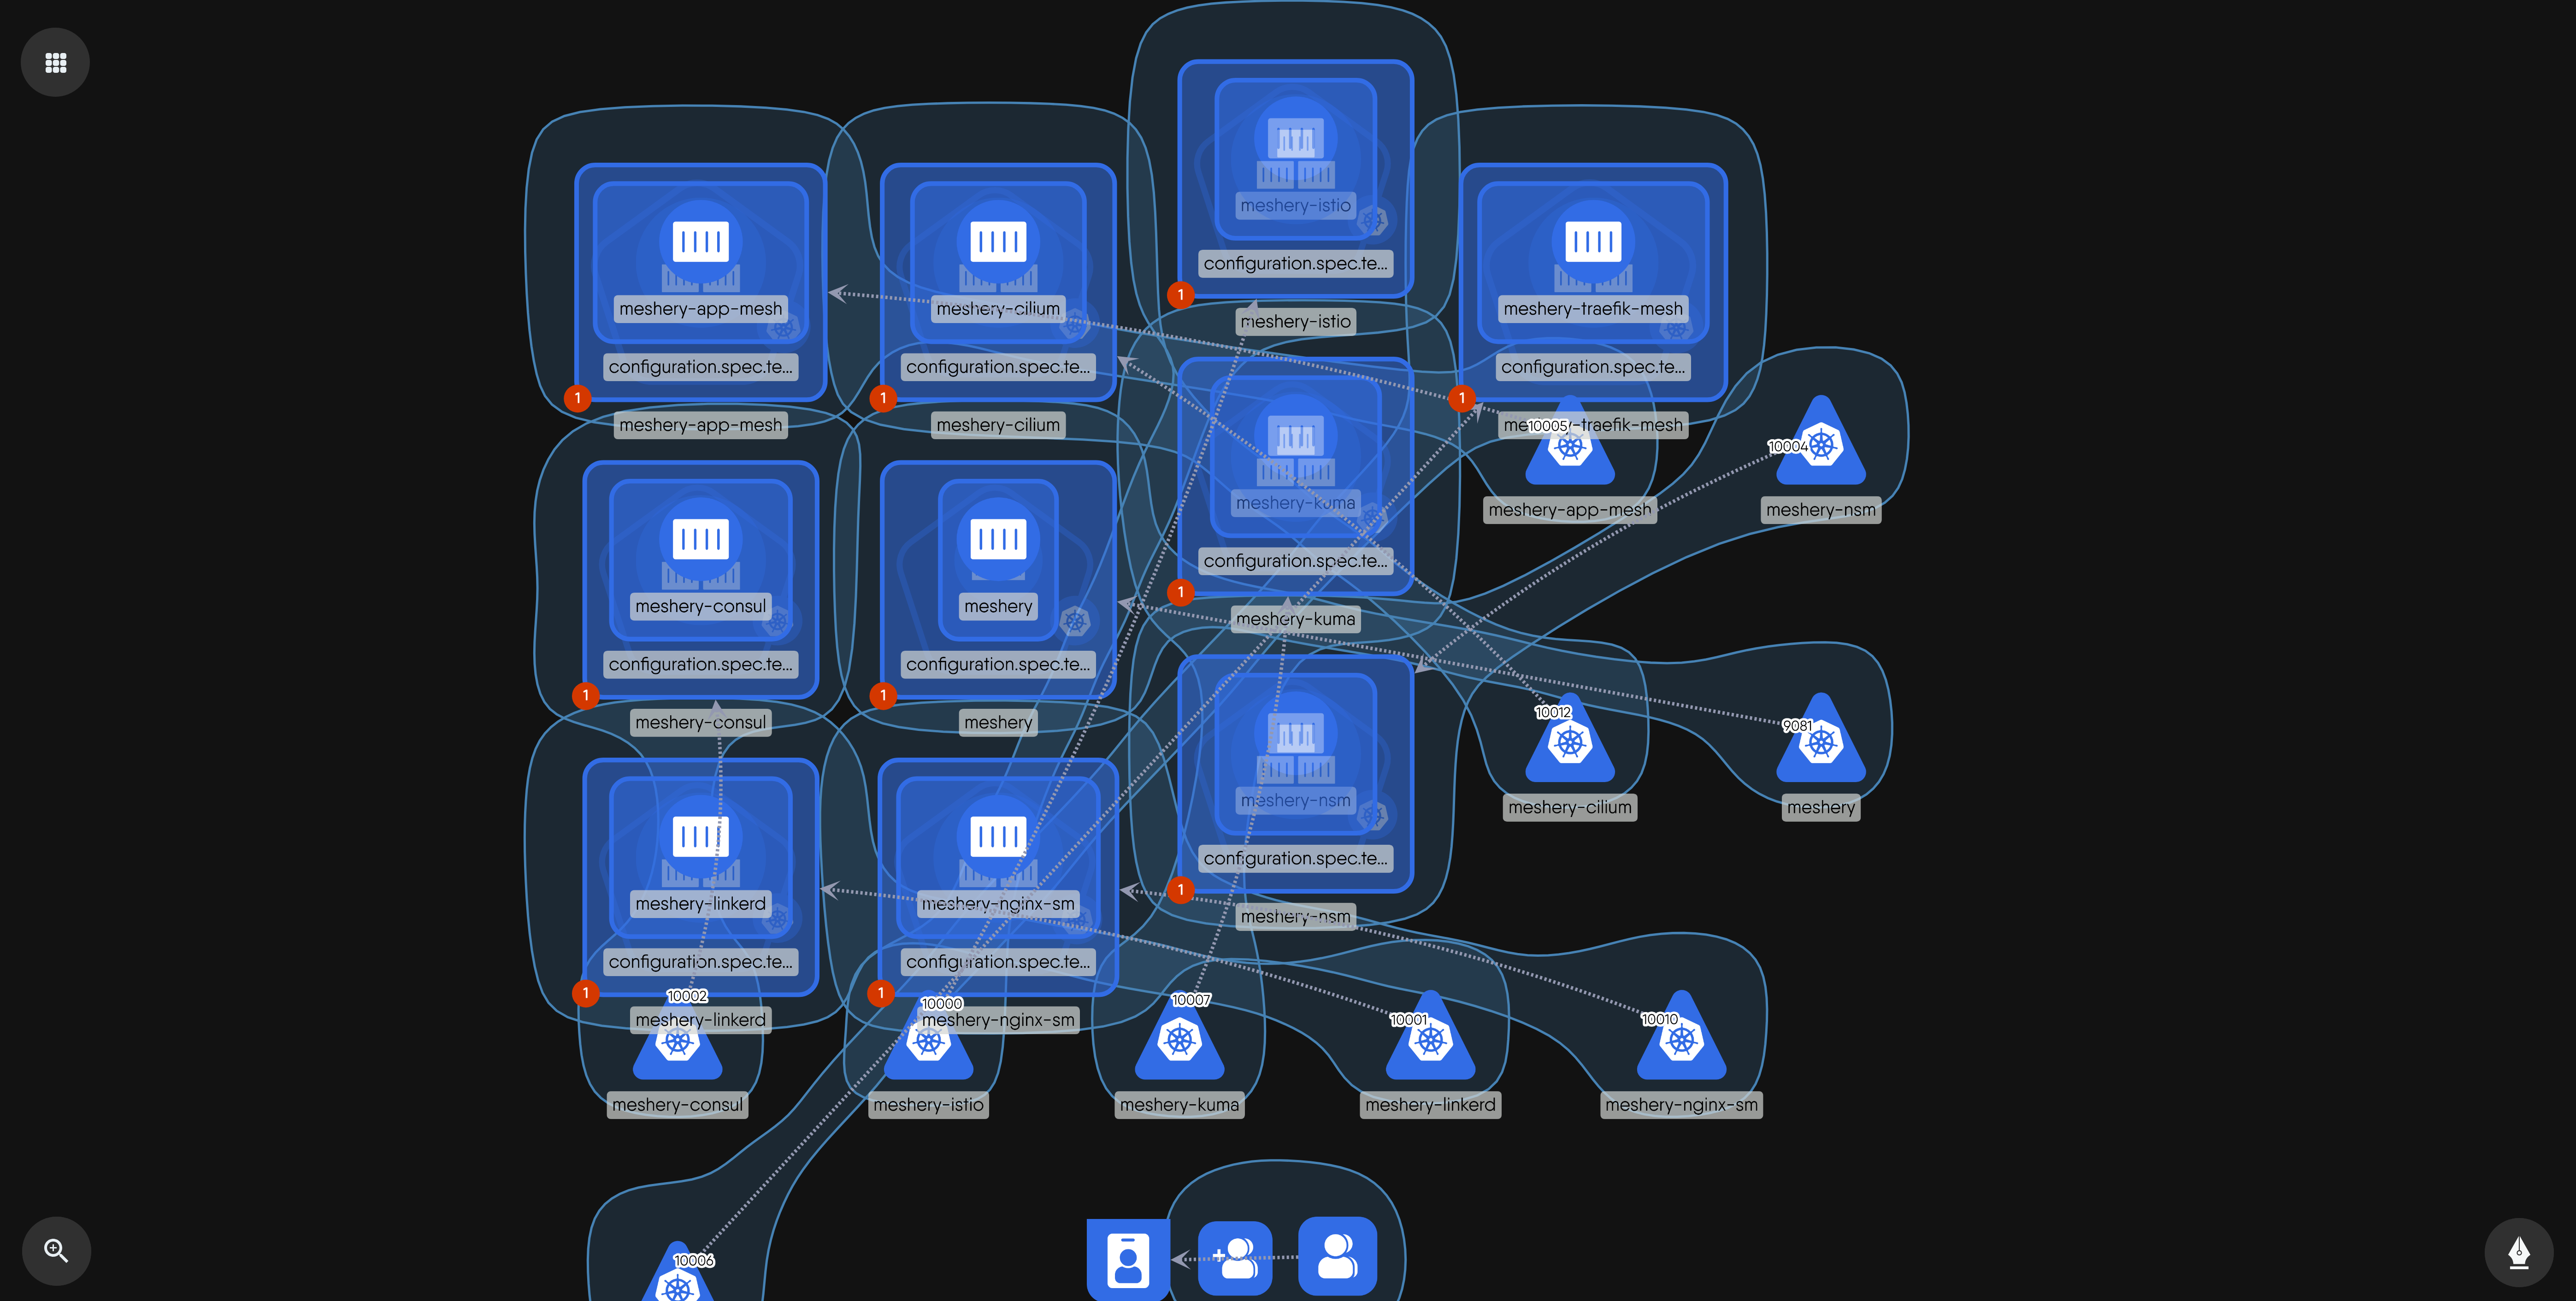 meshery-istio
configuration.spec.te...
1
meshery-istio
meshery-app-mesh
configuration.spec.te...
1
meshery-app-mesh
meshery-cilium
configuration.spec.te...
1
meshery-cilium
meshery-traefik-mesh
configuration.spec.te...
1
meshery-traefik-mesh
meshery-kuma
configuration.spec.te...
1
meshery-kuma
10005
meshery-app-mesh
10004
meshery-nsm
meshery-consul
configuration.spec.te...
1
meshery-consul
meshery
configuration.spec.te...
1
meshery
meshery-nsm
configuration.spec.te...
1
meshery-nsm
10012
meshery-cilium
9081
meshery
meshery-linkerd
configuration.spec.te...
1
meshery-linkerd
meshery-nginx-sm
configuration.spec.te...
1
meshery-nginx-sm
10002
meshery-consul
10000
meshery-istio
10007
meshery-kuma
10001
meshery-linkerd
10010
meshery-nginx-sm
10006